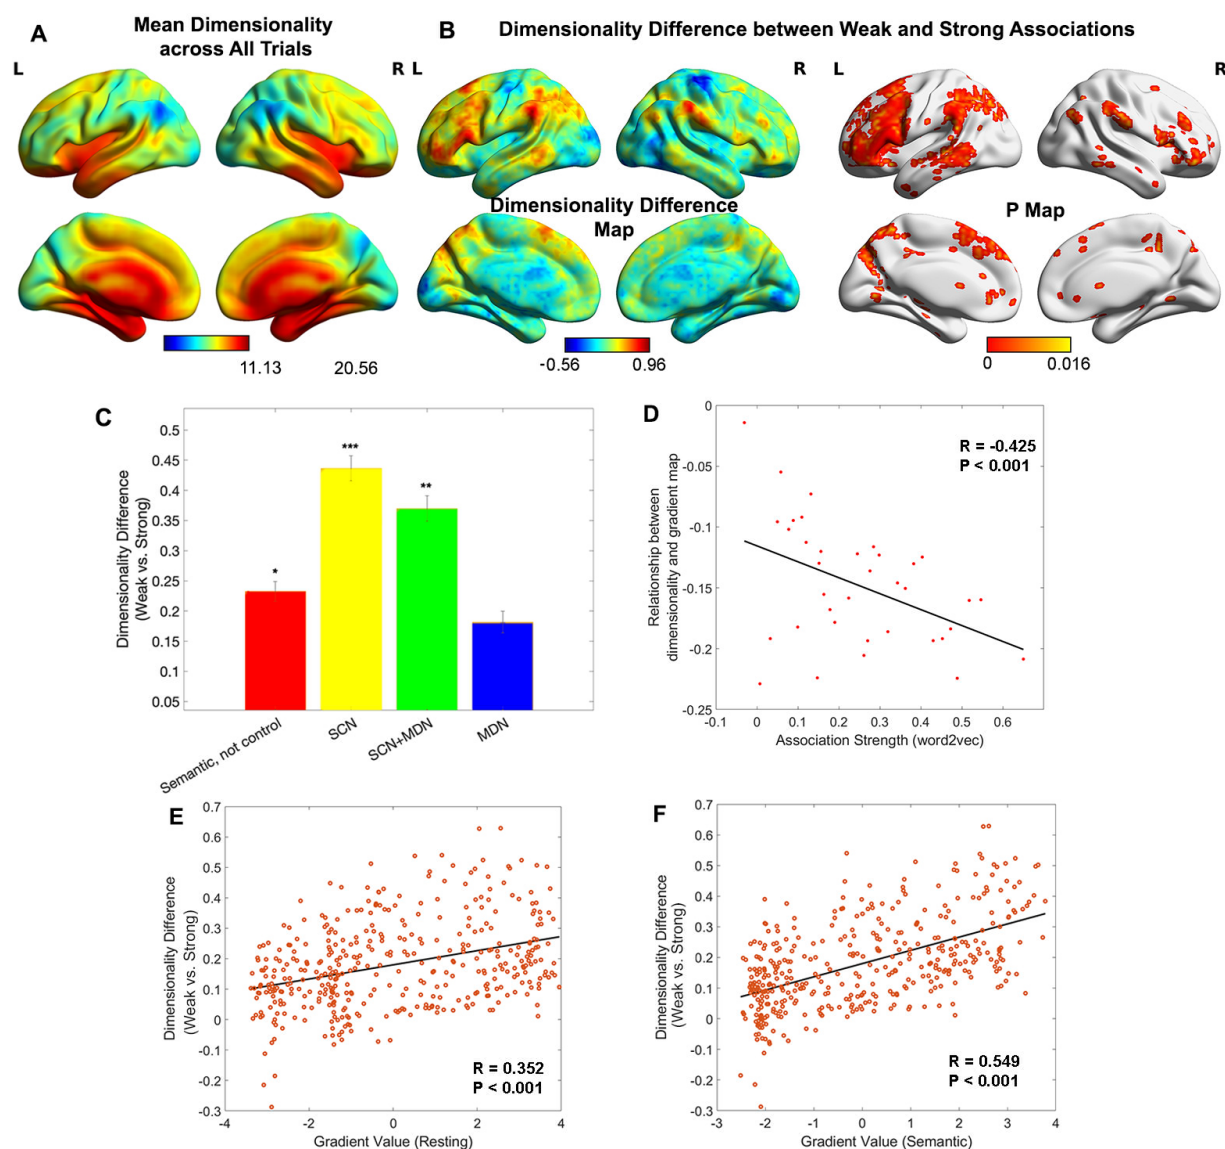 A
Mean Dimensionality
across All Trials
L
R
11.13
20.56
B
Dimensionality Difference between Weak and Strong Associations
L
R
L
R
Dimensionality Difference
Map
P Map
-0.56
0.96
0
0.016
C
Dimensionality Difference
(Weak vs. Strong)
0.5
0.45
0.4
0.35
0.3
0.25
0.2
0.15
0.1
0.05
*
***
**
Semantic, not control
SCN
SCN+MDN
MDN
D
Relationship between
dimensionality and gradient map
0
-0.05
-0.1
-0.15
-0.2
-0.25
R = -0.425
P < 0.001
-0.1
0
0.1
0.2
0.3
0.4
0.5
0.6
Association Strength (word2vec)
E
Dimensionality Difference
(Weak vs. Strong)
0.7
0.6
0.5
0.4
0.3
0.2
0.1
0
-0.1
-0.2
-0.3
R = 0.352
P < 0.001
-4
-2
0
2
4
Gradient Value (Resting)
F
Dimensionality Difference
(Weak vs. Strong)
0.7
0.6
0.5
0.4
0.3
0.2
0.1
0
-0.1
-0.2
-0.3
R = 0.549
P < 0.001
-3
-2
-1
0
1
2
3
4
Gradient Value (Semantic)